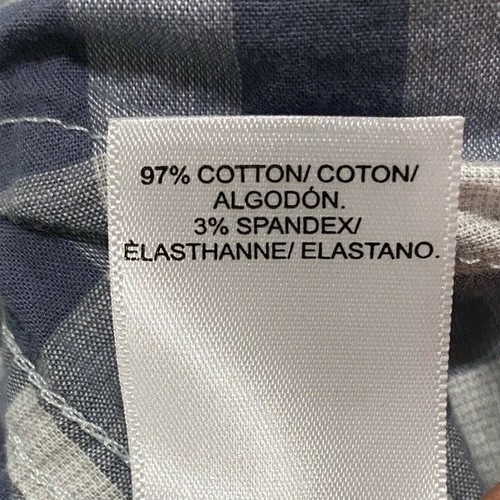 97% COTTON/ COTON/
ALGODÓN.
3% SPANDEX/
ÉLASTHANNE/ ELASTANO.